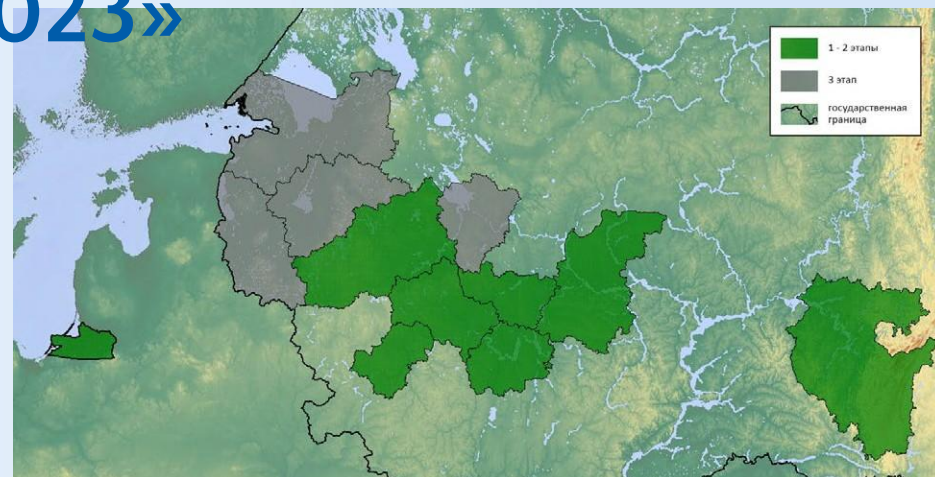 023»
1 - 2 этапы
3 этап
государственная
граница